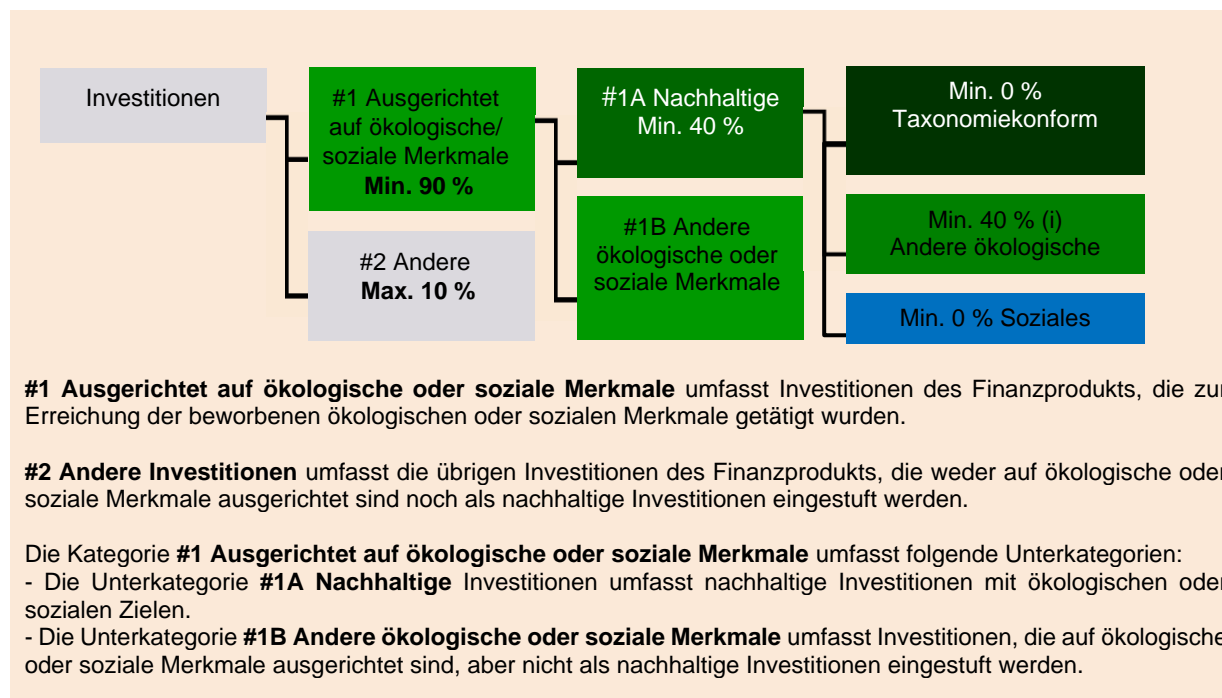 Investitionen
#1 Ausgerichtet
auf ökologische/
soziale Merkmale
Min. 90 %
#2 Andere
Max. 10 %
#1A Nachhaltige
Min. 40 %
#1B Andere
ökologische oder
soziale Merkmale
Min. 0 %
Taxonomiekonform
Min. 40 % (i)
Andere ökologische
Min. 0 % Soziales
#1 Ausgerichtet auf ökologische oder soziale Merkmale umfasst Investitionen des Finanzprodukts, die zur
Erreichung der beworbenen ökologischen oder sozialen Merkmale getätigt wurden.
#2 Andere Investitionen umfasst die übrigen Investitionen des Finanzprodukts, die weder auf ökologische oder
soziale Merkmale ausgerichtet sind noch als nachhaltige Investitionen eingestuft werden.
Die Kategorie #1 Ausgerichtet auf ökologische oder soziale Merkmale umfasst folgende Unterkategorien:
- Die Unterkategorie #1A Nachhaltige Investitionen umfasst nachhaltige Investitionen mit ökologischen oder
sozialen Zielen.
- Die Unterkategorie #1B Andere ökologische oder soziale Merkmale umfasst Investitionen, die auf ökologische
oder soziale Merkmale ausgerichtet sind, aber nicht als nachhaltige Investitionen eingestuft werden.